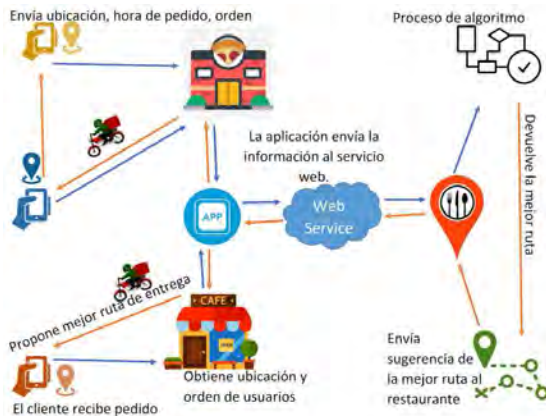 Envía ubicación, hora de pedido, orden
Proceso de algoritmo
La aplicación envía la
información al servicio
web.
Devuelve la mejor ruta
APP
Web
Service
Propone mejor ruta de entrega
CAFE
OPEN
Obtiene ubicación y
orden de usuarios
Envía
sugerencia de
la mejor ruta al
restaurante
El cliente recibe pedido